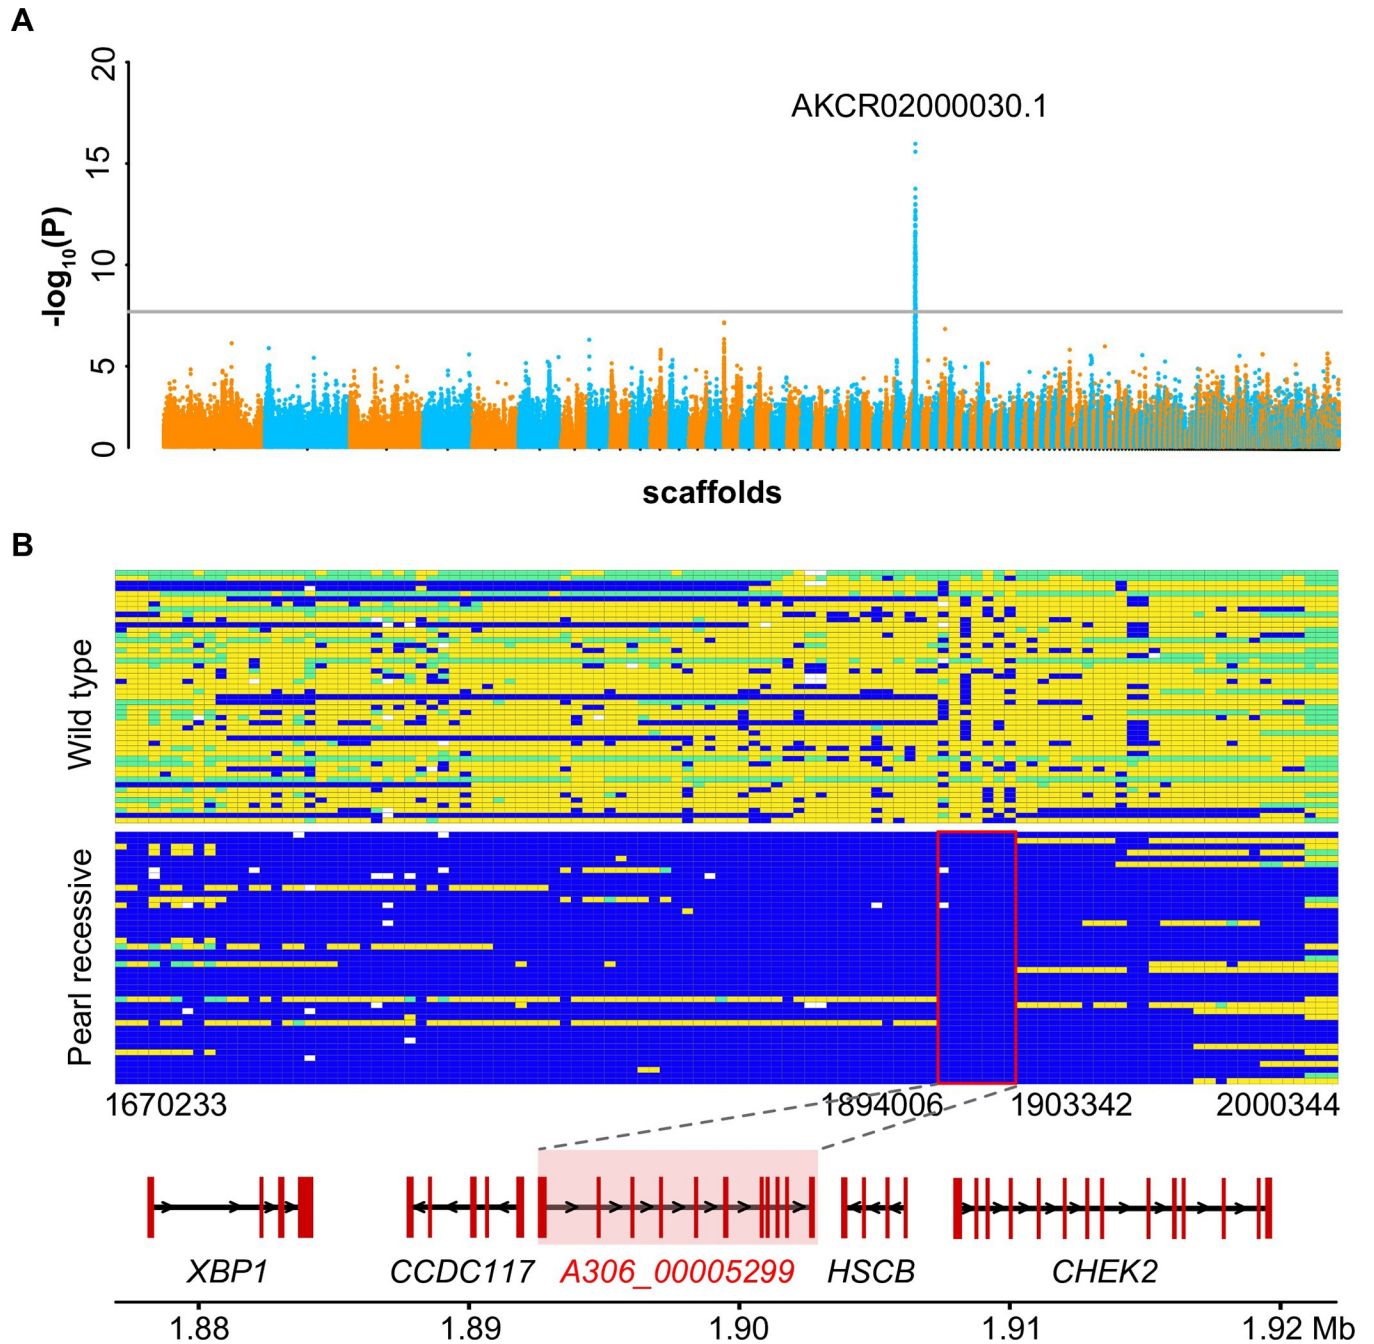 A
20
15
10
5
0
-log10(P)
AKCR02000030.1
scaffolds
B
Wild type
Pearl recessive
1670233 1894006 1903342 2000344
XBP1 CCDC117 A306_00005299 HSCB CHEK2
1.88 1.89 1.90 1.91 1.92 Mb